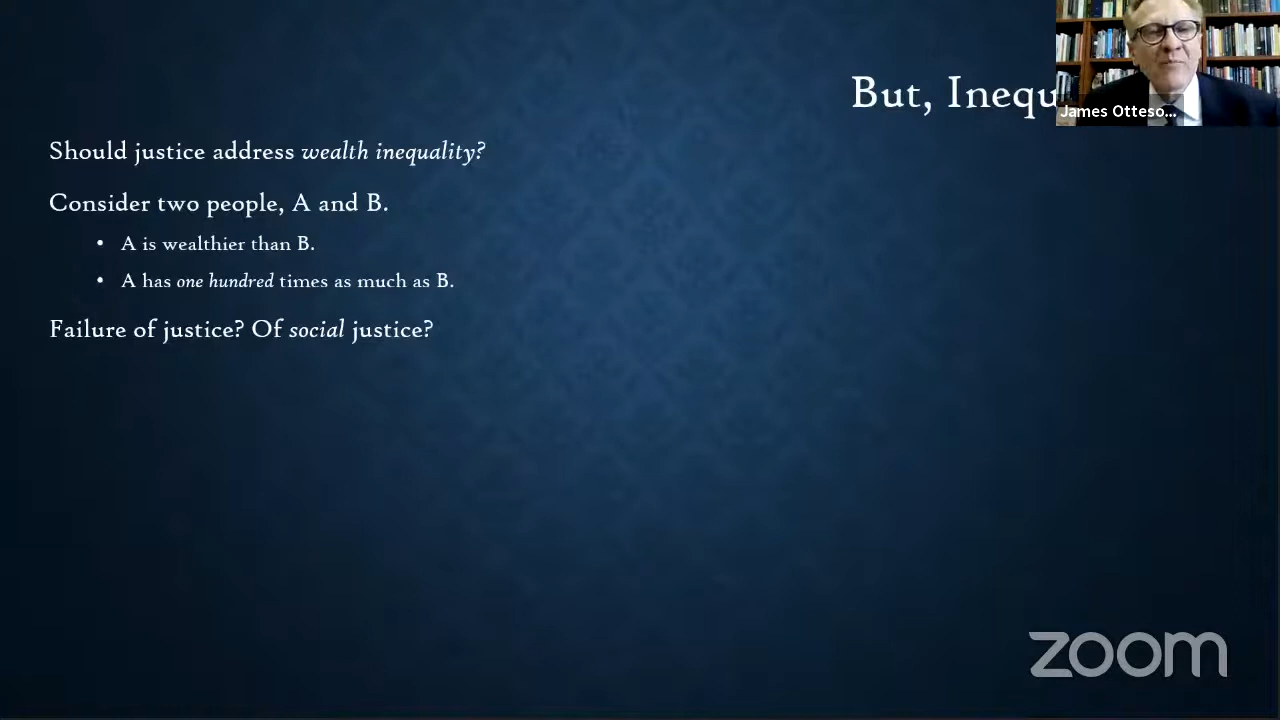 But, Inequ
James Otteso...
Should justice address wealth inequality?
Consider two people, A and B.
• A is wealthier than B.
• A has one hundred times as much as B.
Failure of justice? Of social justice?
zoom